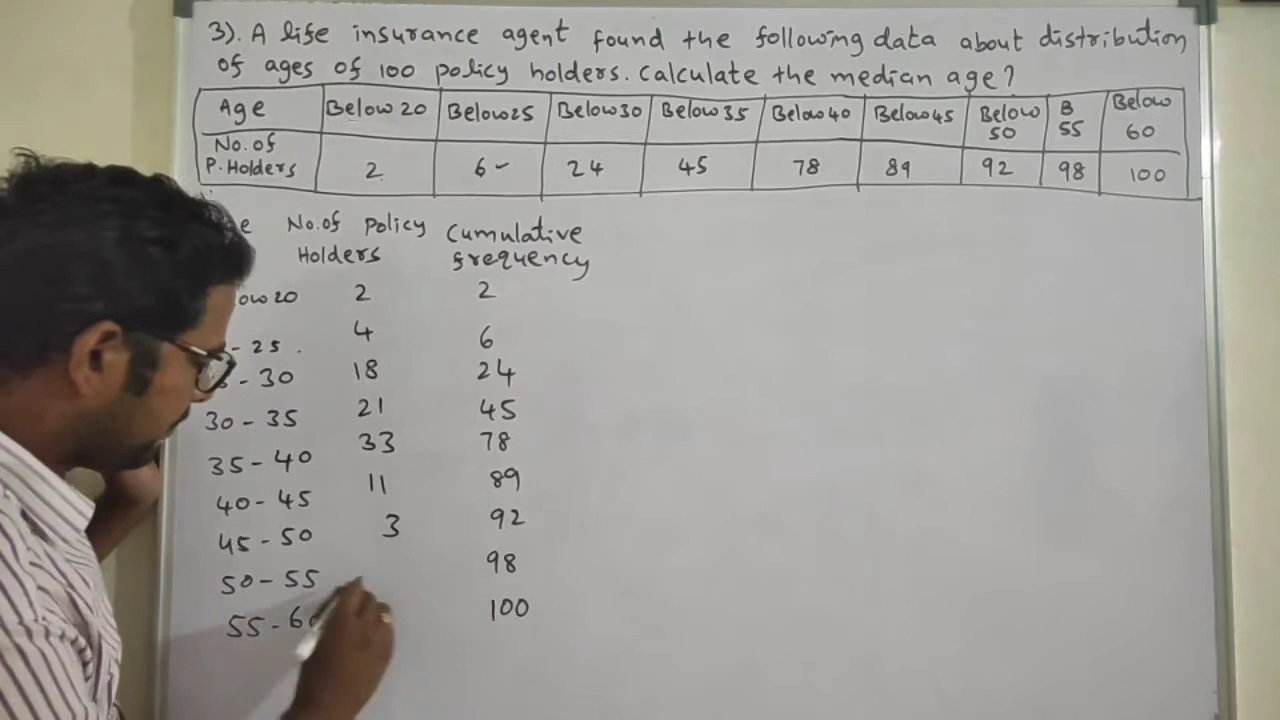 3). A life insurance agent found the following data about distribution
of ages of 100 policy holders. Calculate the median age?
Age Below 20 Below 25 Below 30 Below 35 Below 40 Below 45 Below 50 B 55 Below 60
No. of P. Holders 2 6 24 45 78 89 92 98 100
No. of Policy Holders Cumulative frequency
20 2 2
- 25 4 6
- 30 18 24
30 - 35 21 45
35 - 40 33 78
40 - 45 11 89
45 - 50 3 92
50 - 55 98
55 - 60 100